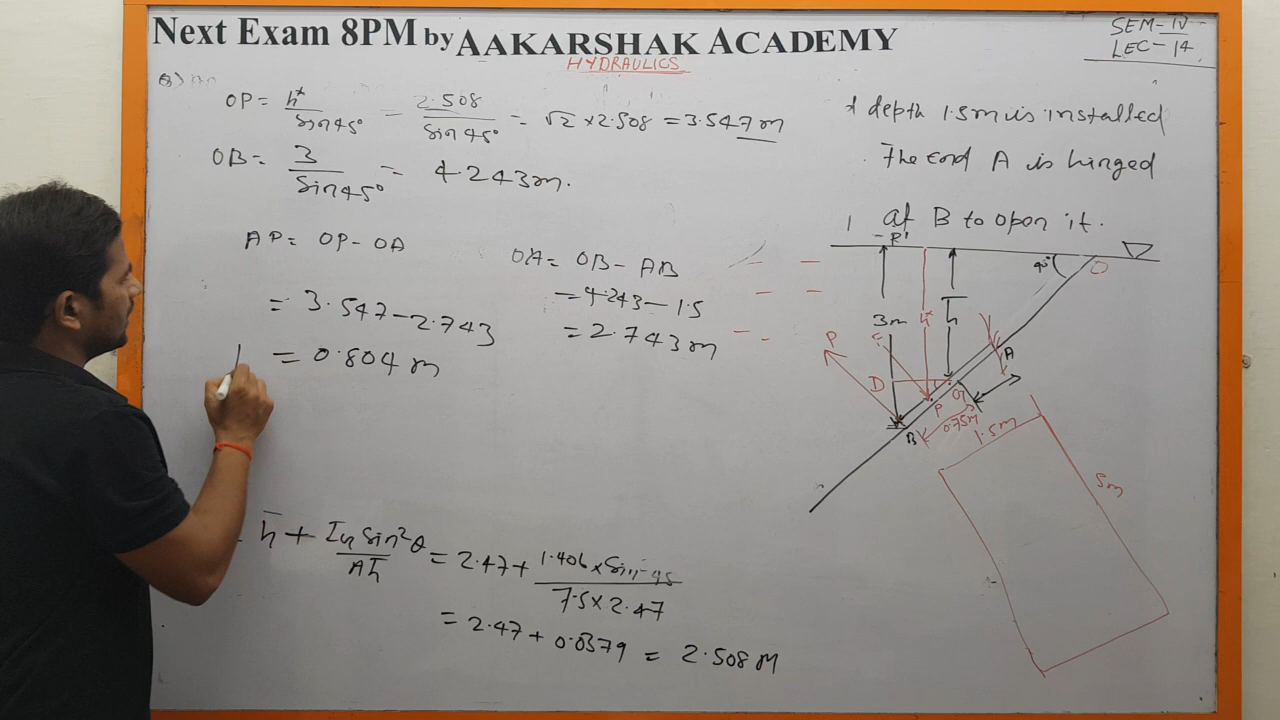 Next Exam 8PM by AAKARSHAK ACADEMY
SEM-IV
LEC-14
HYDRAULICS
Q)
OP = h* / Sin45° = 2.508 / Sin45° = √2 × 2.508 = 3.547m
OB = 3 / Sin45° = 4.243m.
AP = OP - OA
= 3.547 - 2.743
= 0.804 m
OA = OB - AB
= 4.243 - 1.5
= 2.743m
depth 1.5m is installed
The end A is hinged
at B to open it.
P'
45°
O
3m
h*
h̄
P
C
D
A
G
P
B
0.75m
1.5m
5m
h̄ + IG Sin²θ / Ah̄ = 2.47 + 1.406 × Sin²45 / 7.5 × 2.47
= 2.47 + 0.0379 = 2.508 M